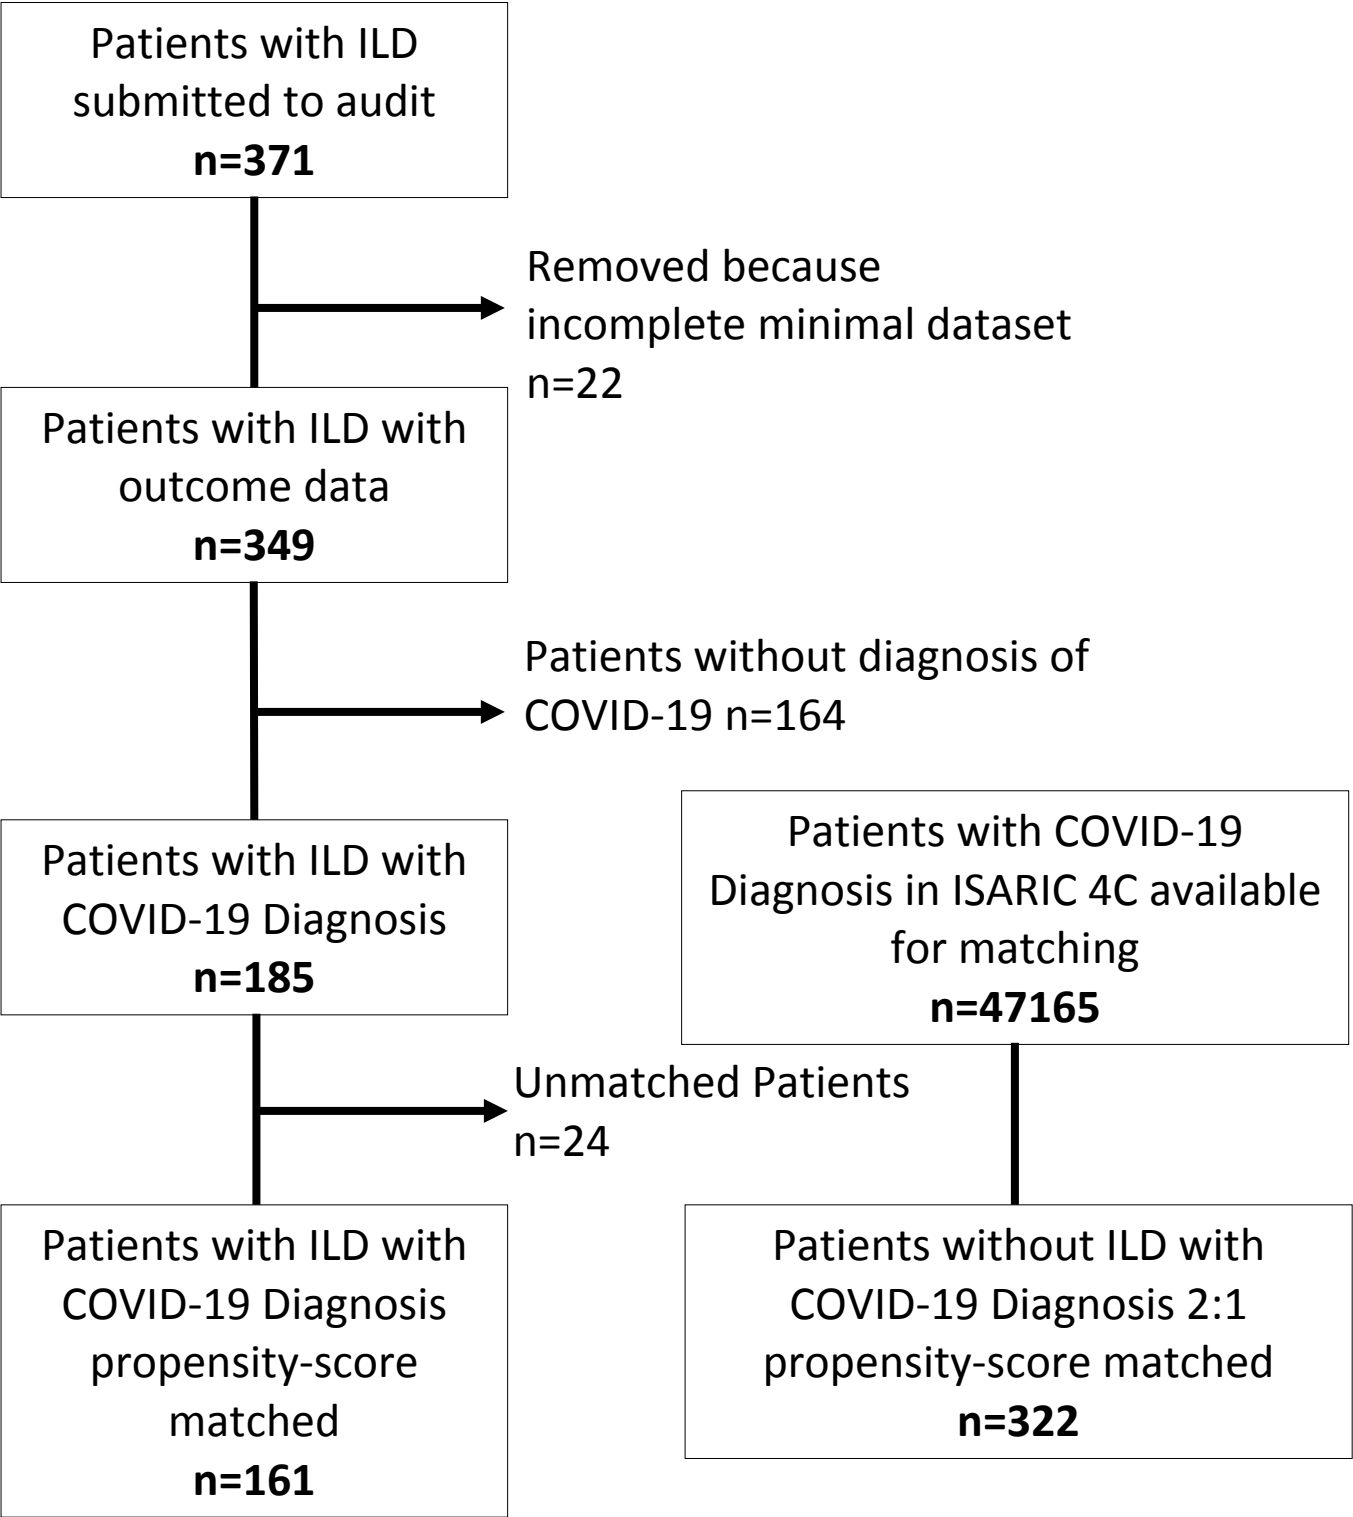 Patients with ILD
submitted to audit
n=371
Removed because
incomplete minimal dataset
n=22
Patients with ILD with
outcome data
n=349
Patients without diagnosis of
COVID-19 n=164
Patients with ILD with
COVID-19 Diagnosis
n=185
Patients with COVID-19
Diagnosis in ISARIC 4C available
for matching
n=47165
Unmatched Patients
n=24
Patients with ILD with
COVID-19 Diagnosis
propensity-score
matched
n=161
Patients without ILD with
COVID-19 Diagnosis 2:1
propensity-score matched
n=322